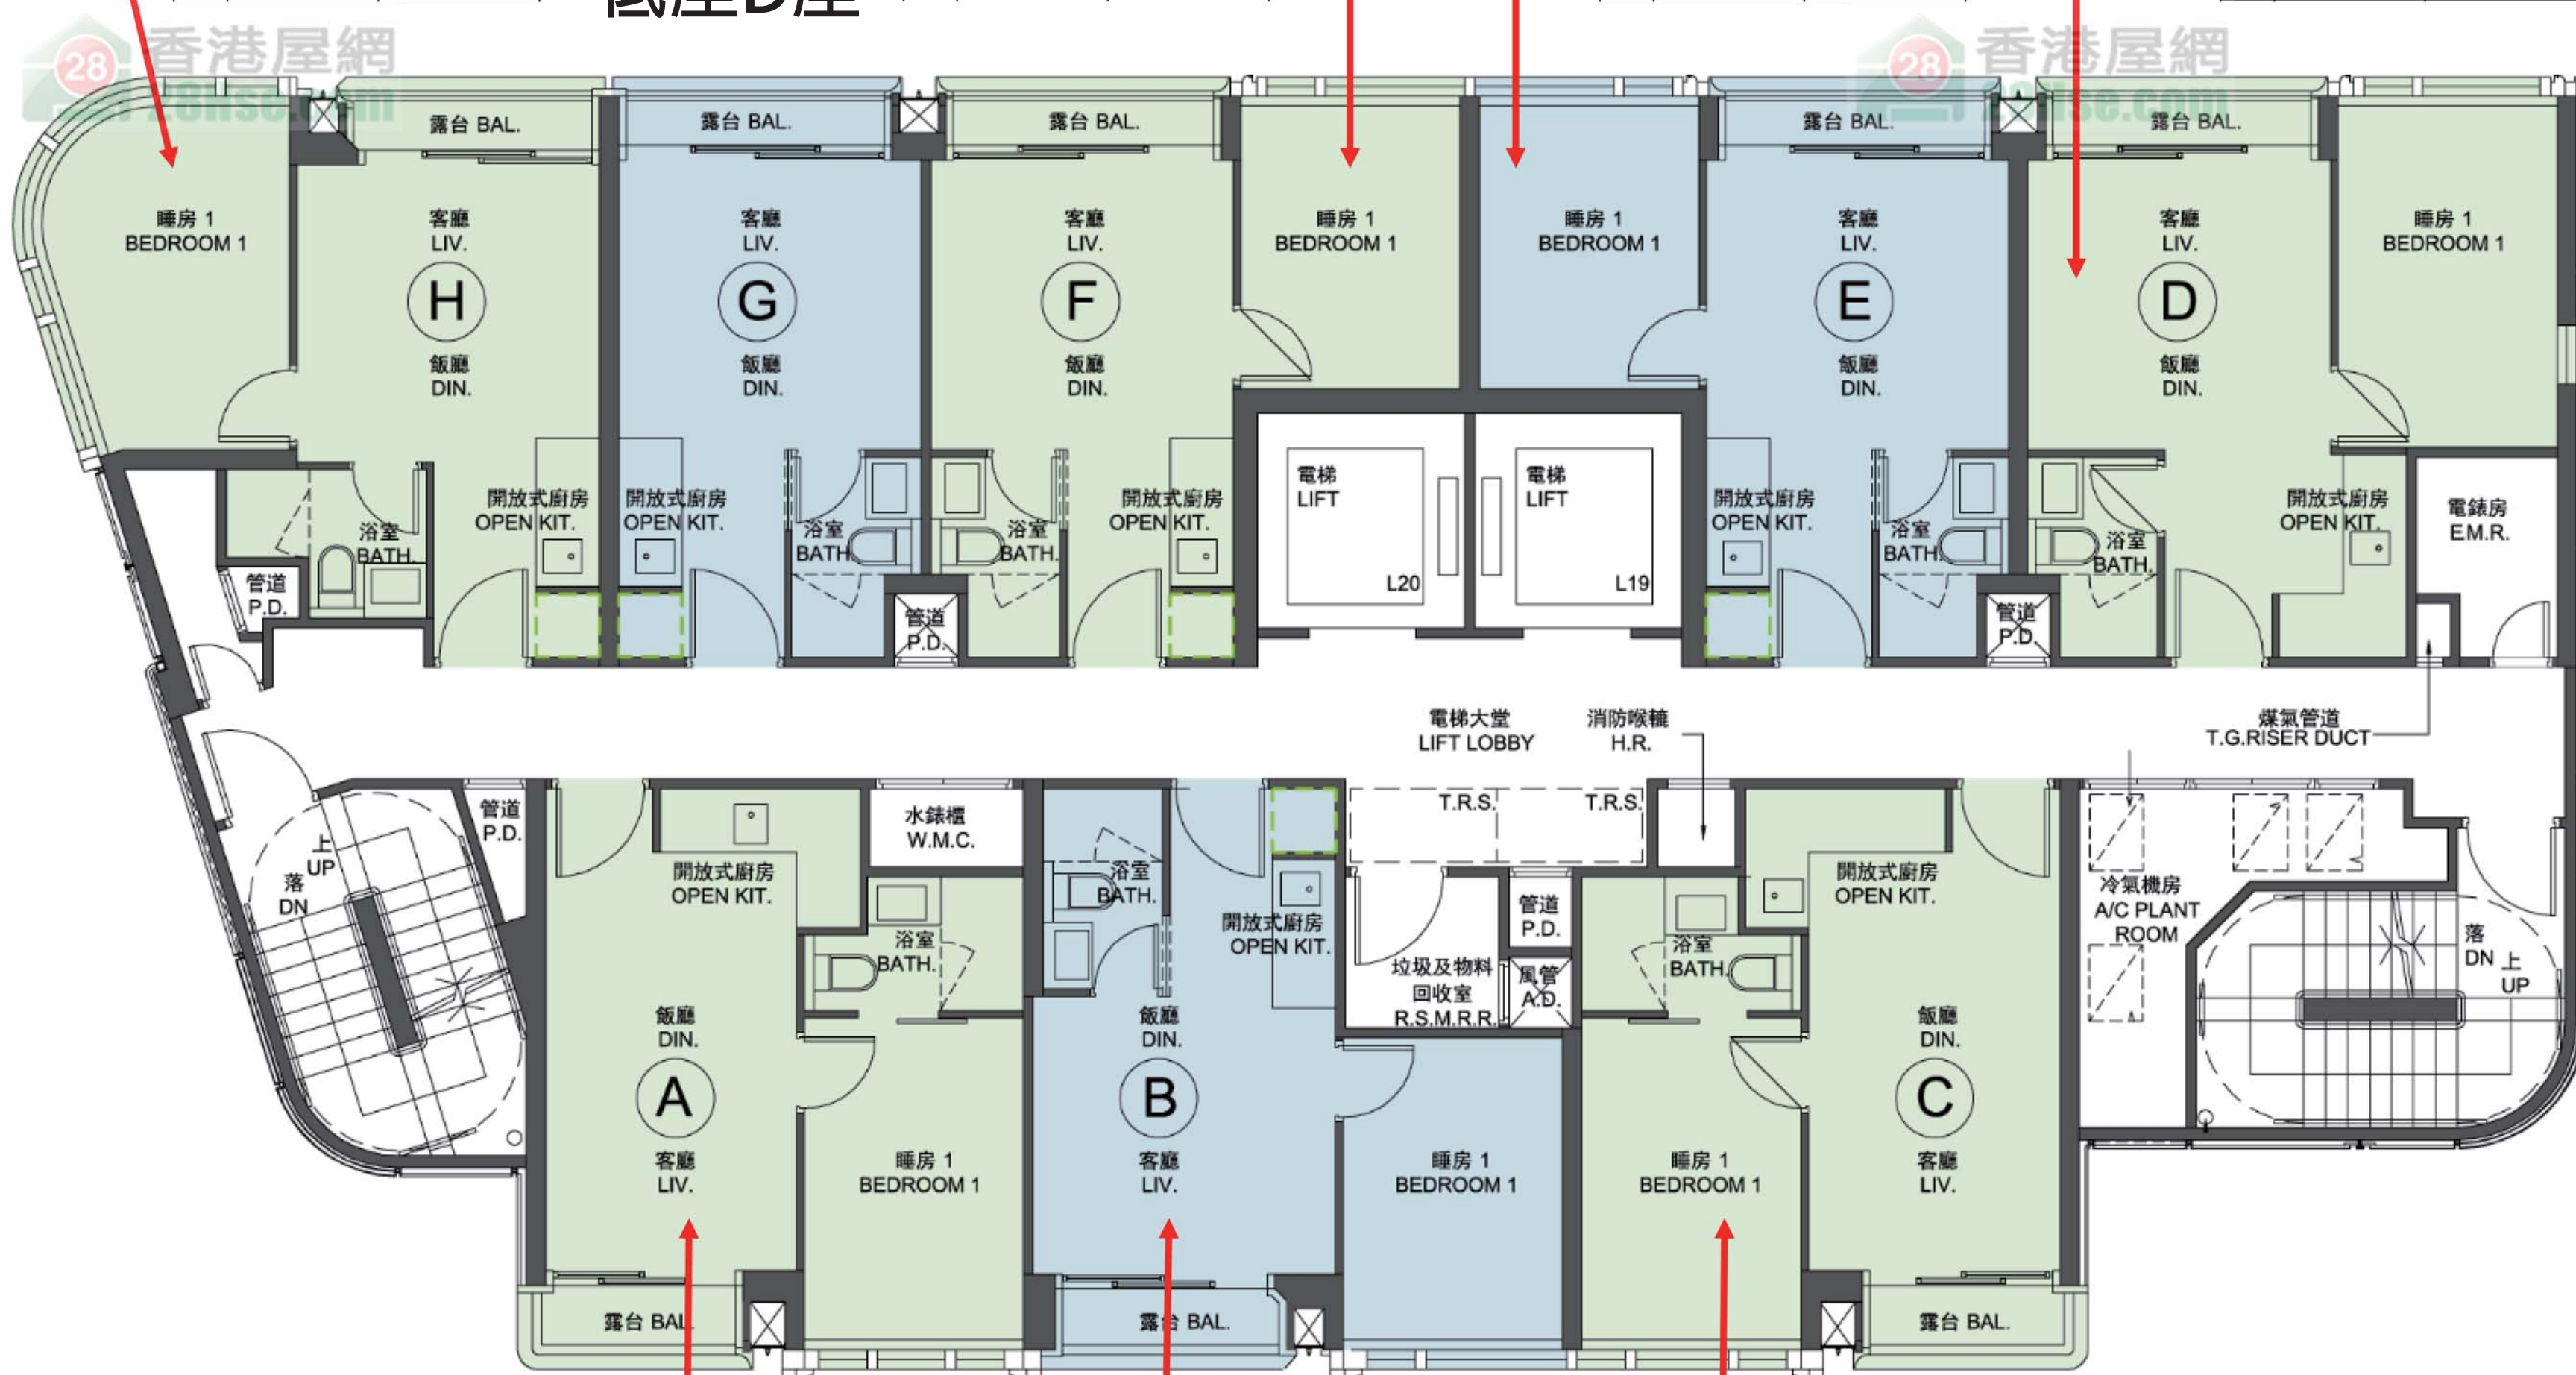 低座D座
28
香港屋網
28Hse.com
28
香港屋網
28Hse.com
露台 BAL.
露台 BAL.
露台 BAL.
露台 BAL.
露台 BAL.
睡房 1
BEDROOM 1
客廳
LIV.
H
飯廳
DIN.
客廳
LIV.
G
飯廳
DIN.
客廳
LIV.
F
飯廳
DIN.
睡房 1
BEDROOM 1
睡房 1
BEDROOM 1
客廳
LIV.
E
飯廳
DIN.
客廳
LIV.
D
飯廳
DIN.
睡房 1
BEDROOM 1
浴室
BATH.
管道
P.D.
開放式廚房
OPEN KIT.
開放式廚房
OPEN KIT.
浴室
BATH.
管道
P.D.
浴室
BATH.
開放式廚房
OPEN KIT.
電梯
LIFT
L20
電梯
LIFT
L19
開放式廚房
OPEN KIT.
浴室
BATH.
管道
P.D.
浴室
BATH.
開放式廚房
OPEN KIT.
電錶房
E.M.R.
電梯大堂
LIFT LOBBY
消防喉轆
H.R.
煤氣管道
T.G.RISER DUCT
上
UP
落
DN
管道
P.D.
開放式廚房
OPEN KIT.
水錶櫃
W.M.C.
浴室
BATH.
飯廳
DIN.
A
客廳
LIV.
睡房 1
BEDROOM 1
露台 BAL.
浴室
BATH.
開放式廚房
OPEN KIT.
飯廳
DIN.
B
客廳
LIV.
睡房 1
BEDROOM 1
露台 BAL.
T.R.S.
T.R.S.
垃圾及物料
回收室
R.S.M.R.R.
管道
P.D.
風管
A.D.
浴室
BATH.
開放式廚房
OPEN KIT.
飯廳
DIN.
C
客廳
LIV.
睡房 1
BEDROOM 1
露台 BAL.
冷氣機房
A/C PLANT
ROOM
落
DN
上
UP